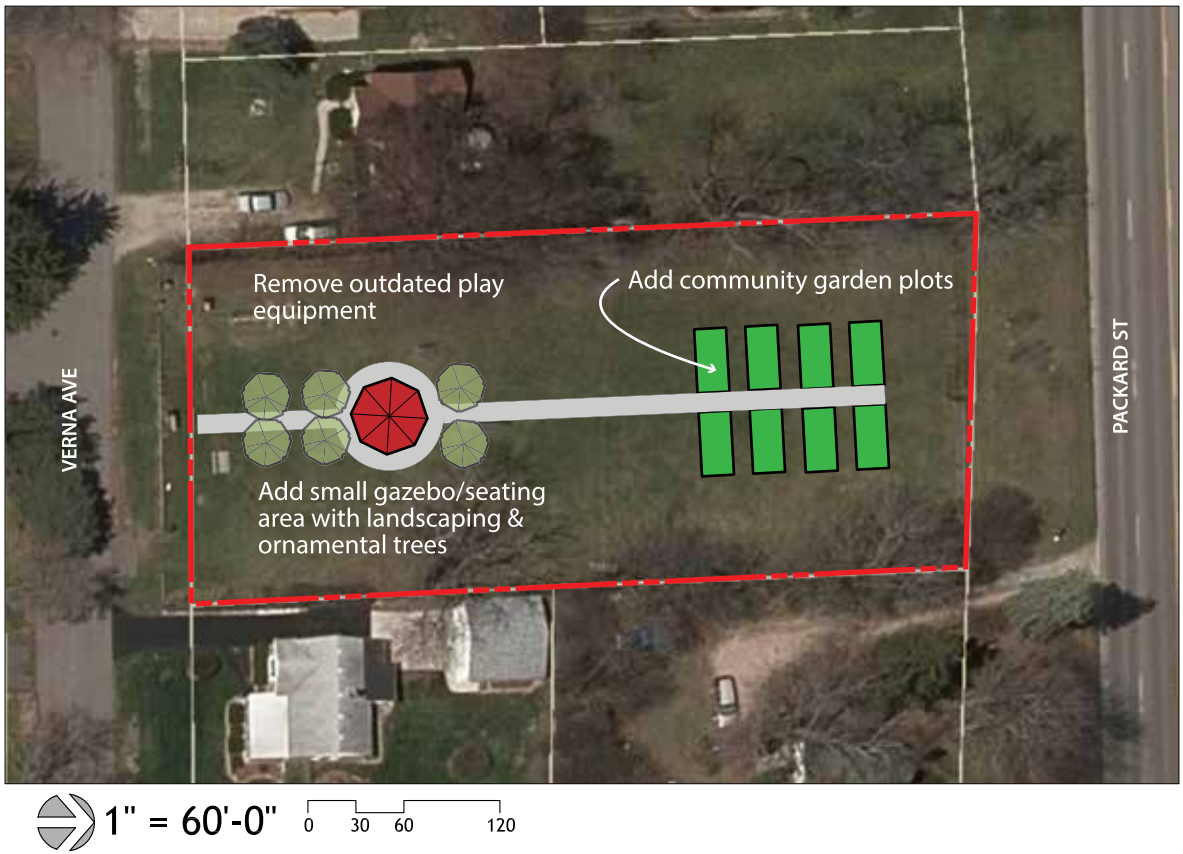 Remove outdated play
equipment
Add community garden plots
VERNA AVE
PACKARD ST
Add small gazebo/seating
area with landscaping &
ornamental trees
1" = 60'-0"
0 30 60 120